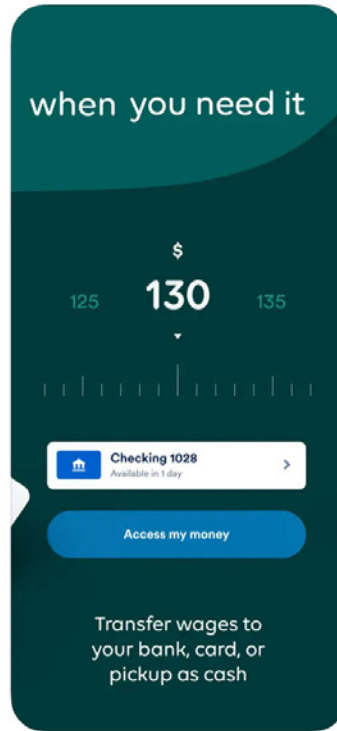 when you need it
$
125 130 135
Checking 1028
Available in 1 day
Access my money
Transfer wages to
your bank, card, or
pickup as cash